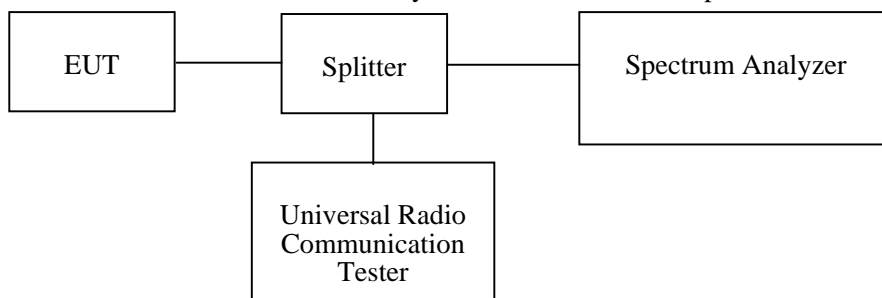 EUT
Splitter
Spectrum Analyzer
Universal Radio
Communication
Tester